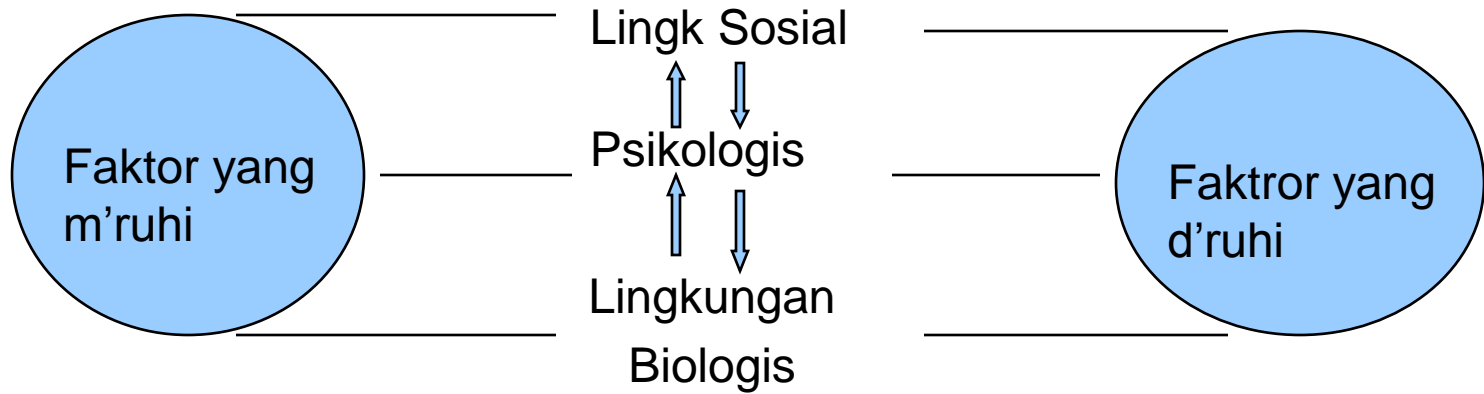 Lingk Sosial
Psikologis
Faktor yang
m’ruhi
Faktror yang
d’ruhi
Lingkungan
Biologis